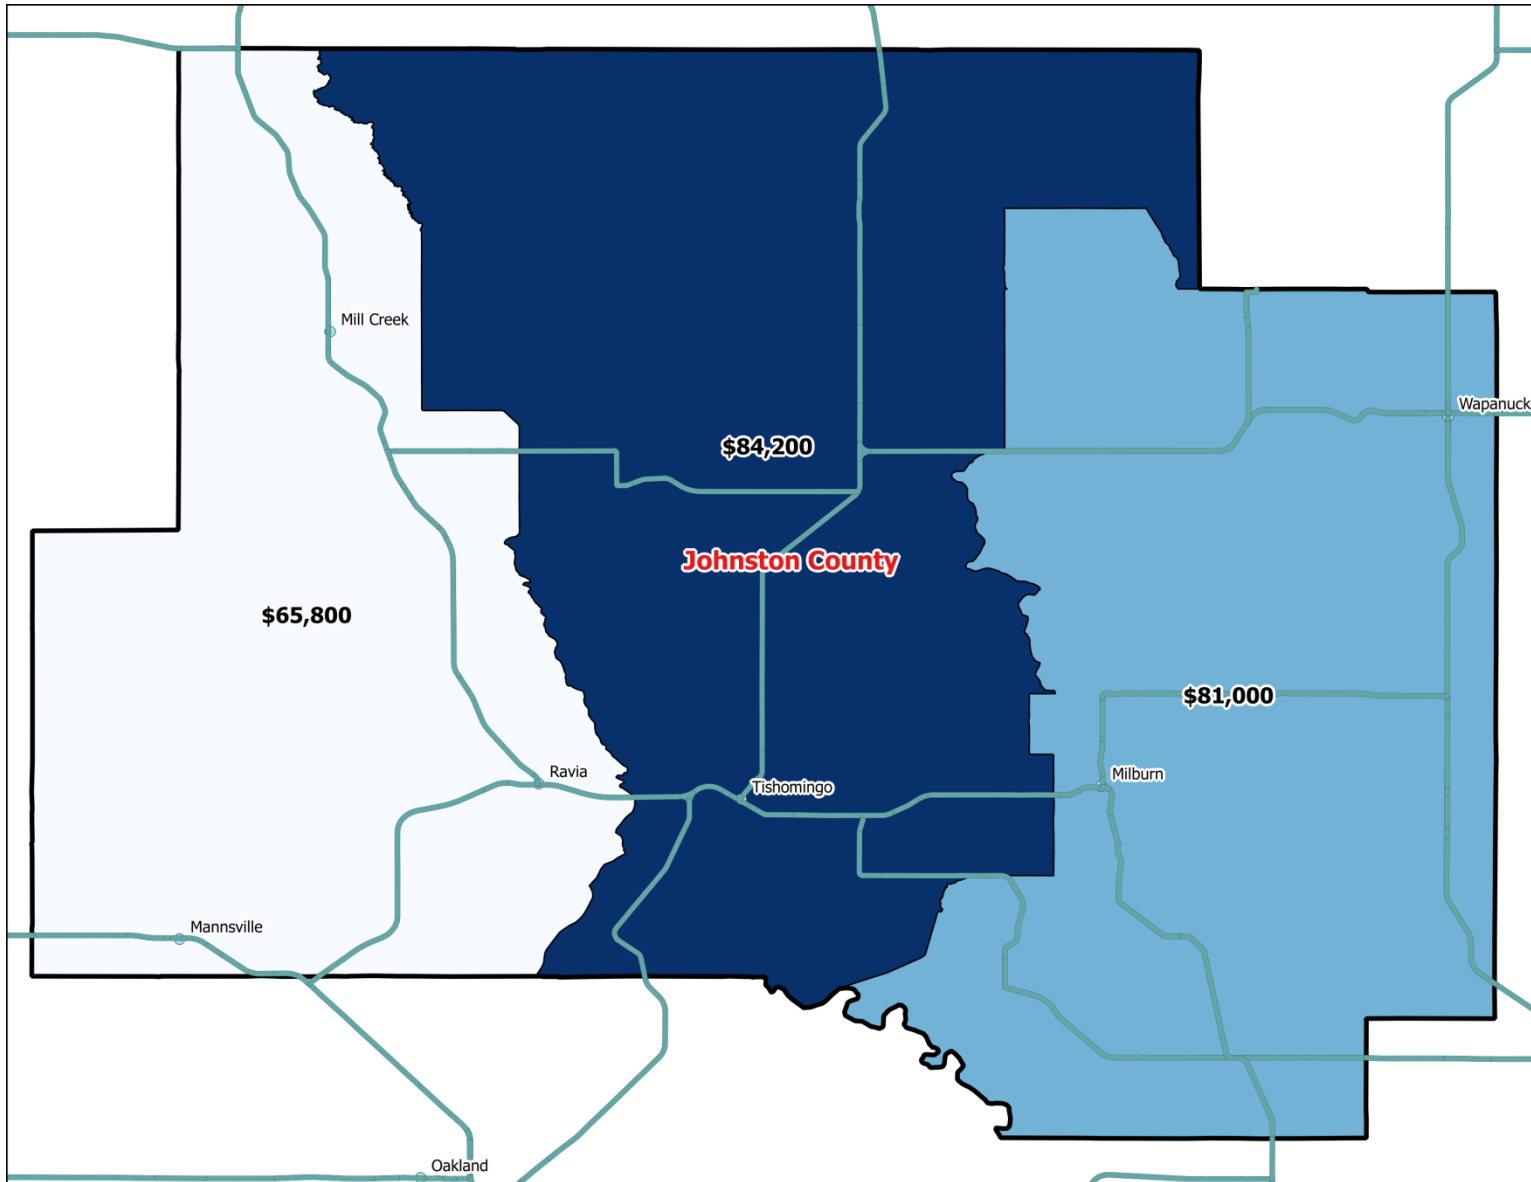 Mill Creek
Wapanuck
$84,200
Johnston County
$65,800
$81,000
Ravia
Milburn
Tishomingo
Mannsville
Oakland